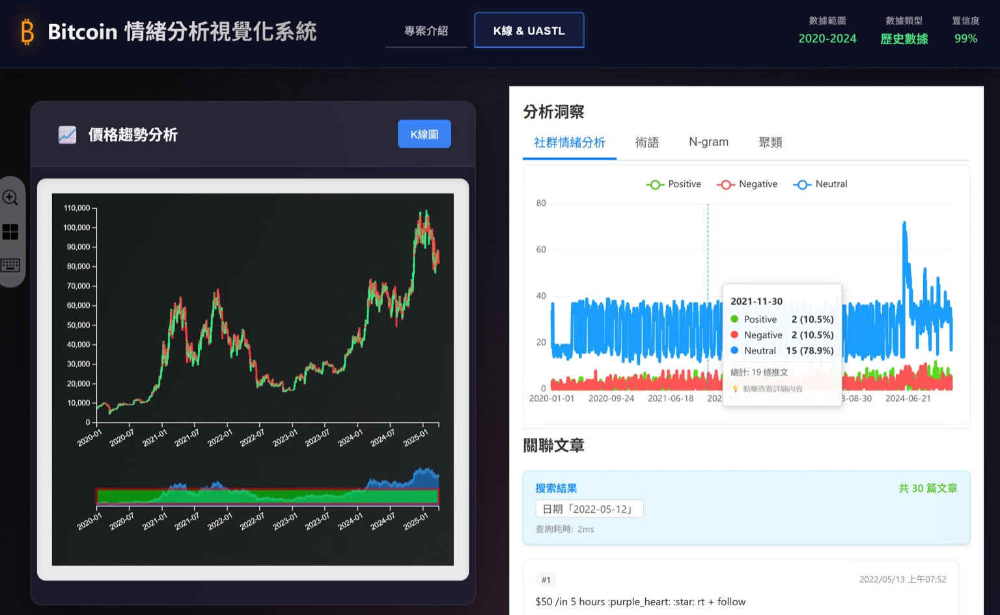 Bitcoin 情緒分析視覺化系統
專案介紹
K線 & UASTL
數據範圍
2020-2024
數據類型
歷史數據
置信度
99%
價格趨勢分析
K線圖
110,000
100,000
90,000
80,000
70,000
60,000
50,000
40,000
30,000
20,000
10,000
0
2020-01
2020-07
2021-01
2021-07
2022-01
2022-07
2023-01
2023-07
2024-01
2024-07
2025-01
2020-01
2020-07
2021-01
2021-07
2022-01
2022-07
2023-01
2023-07
2024-01
2024-07
2025-01
分析洞察
社群情緒分析
術語
N-gram
聚類
Positive
Negative
Neutral
80
60
40
20
0
2020-01-01
2020-09-24
2021-06-18
2024-06-21
2021-11-30
Positive 2 (10.5%)
Negative 2 (10.5%)
Neutral 15 (78.9%)
總計: 19 條推文
點擊查看詳細內容
關聯文章
搜索結果
共 30 篇文章
日期「2022-05-12」
查詢耗時: 2ms
#1
2022/05/13 上午07:52
$50 /in 5 hours :purple_heart: :star: rt + follow